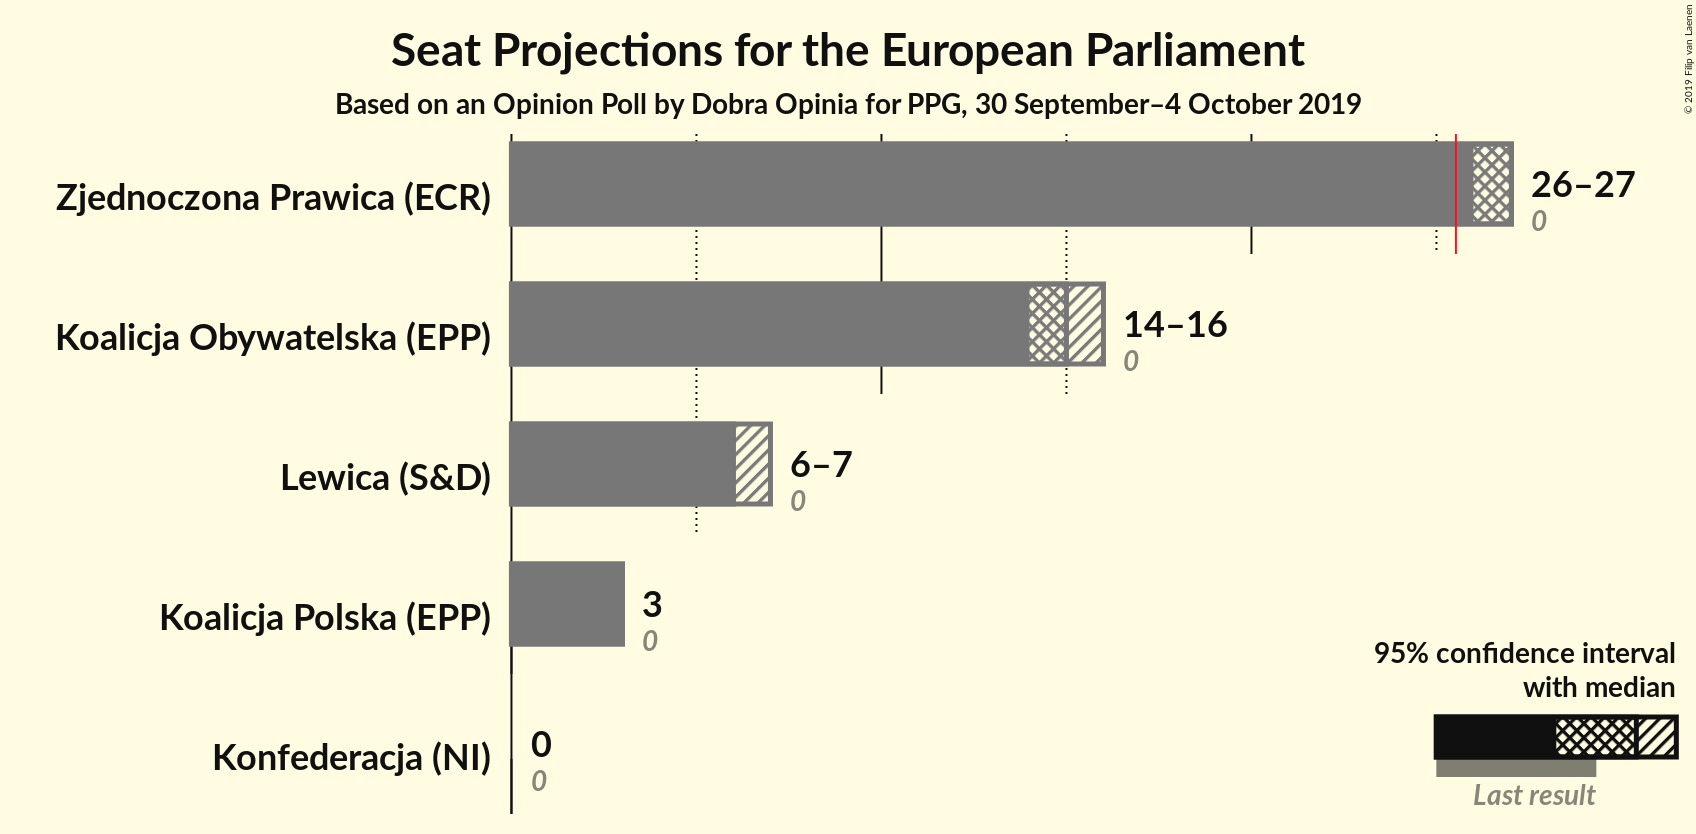 Seat Projections for the European Parliament
Based on an Opinion Poll by Dobra Opinia for PPG, 30 September–4 October 2019
© 2019 Filip van Laenen
Zjednoczona Prawica (ECR)
26–27
0
Koalicja Obywatelska (EPP)
14–16
0
Lewica (S&D)
6–7
0
Koalicja Polska (EPP)
3
0
Konfederacja (NI)
0
0
95% confidence interval
with median
Last result